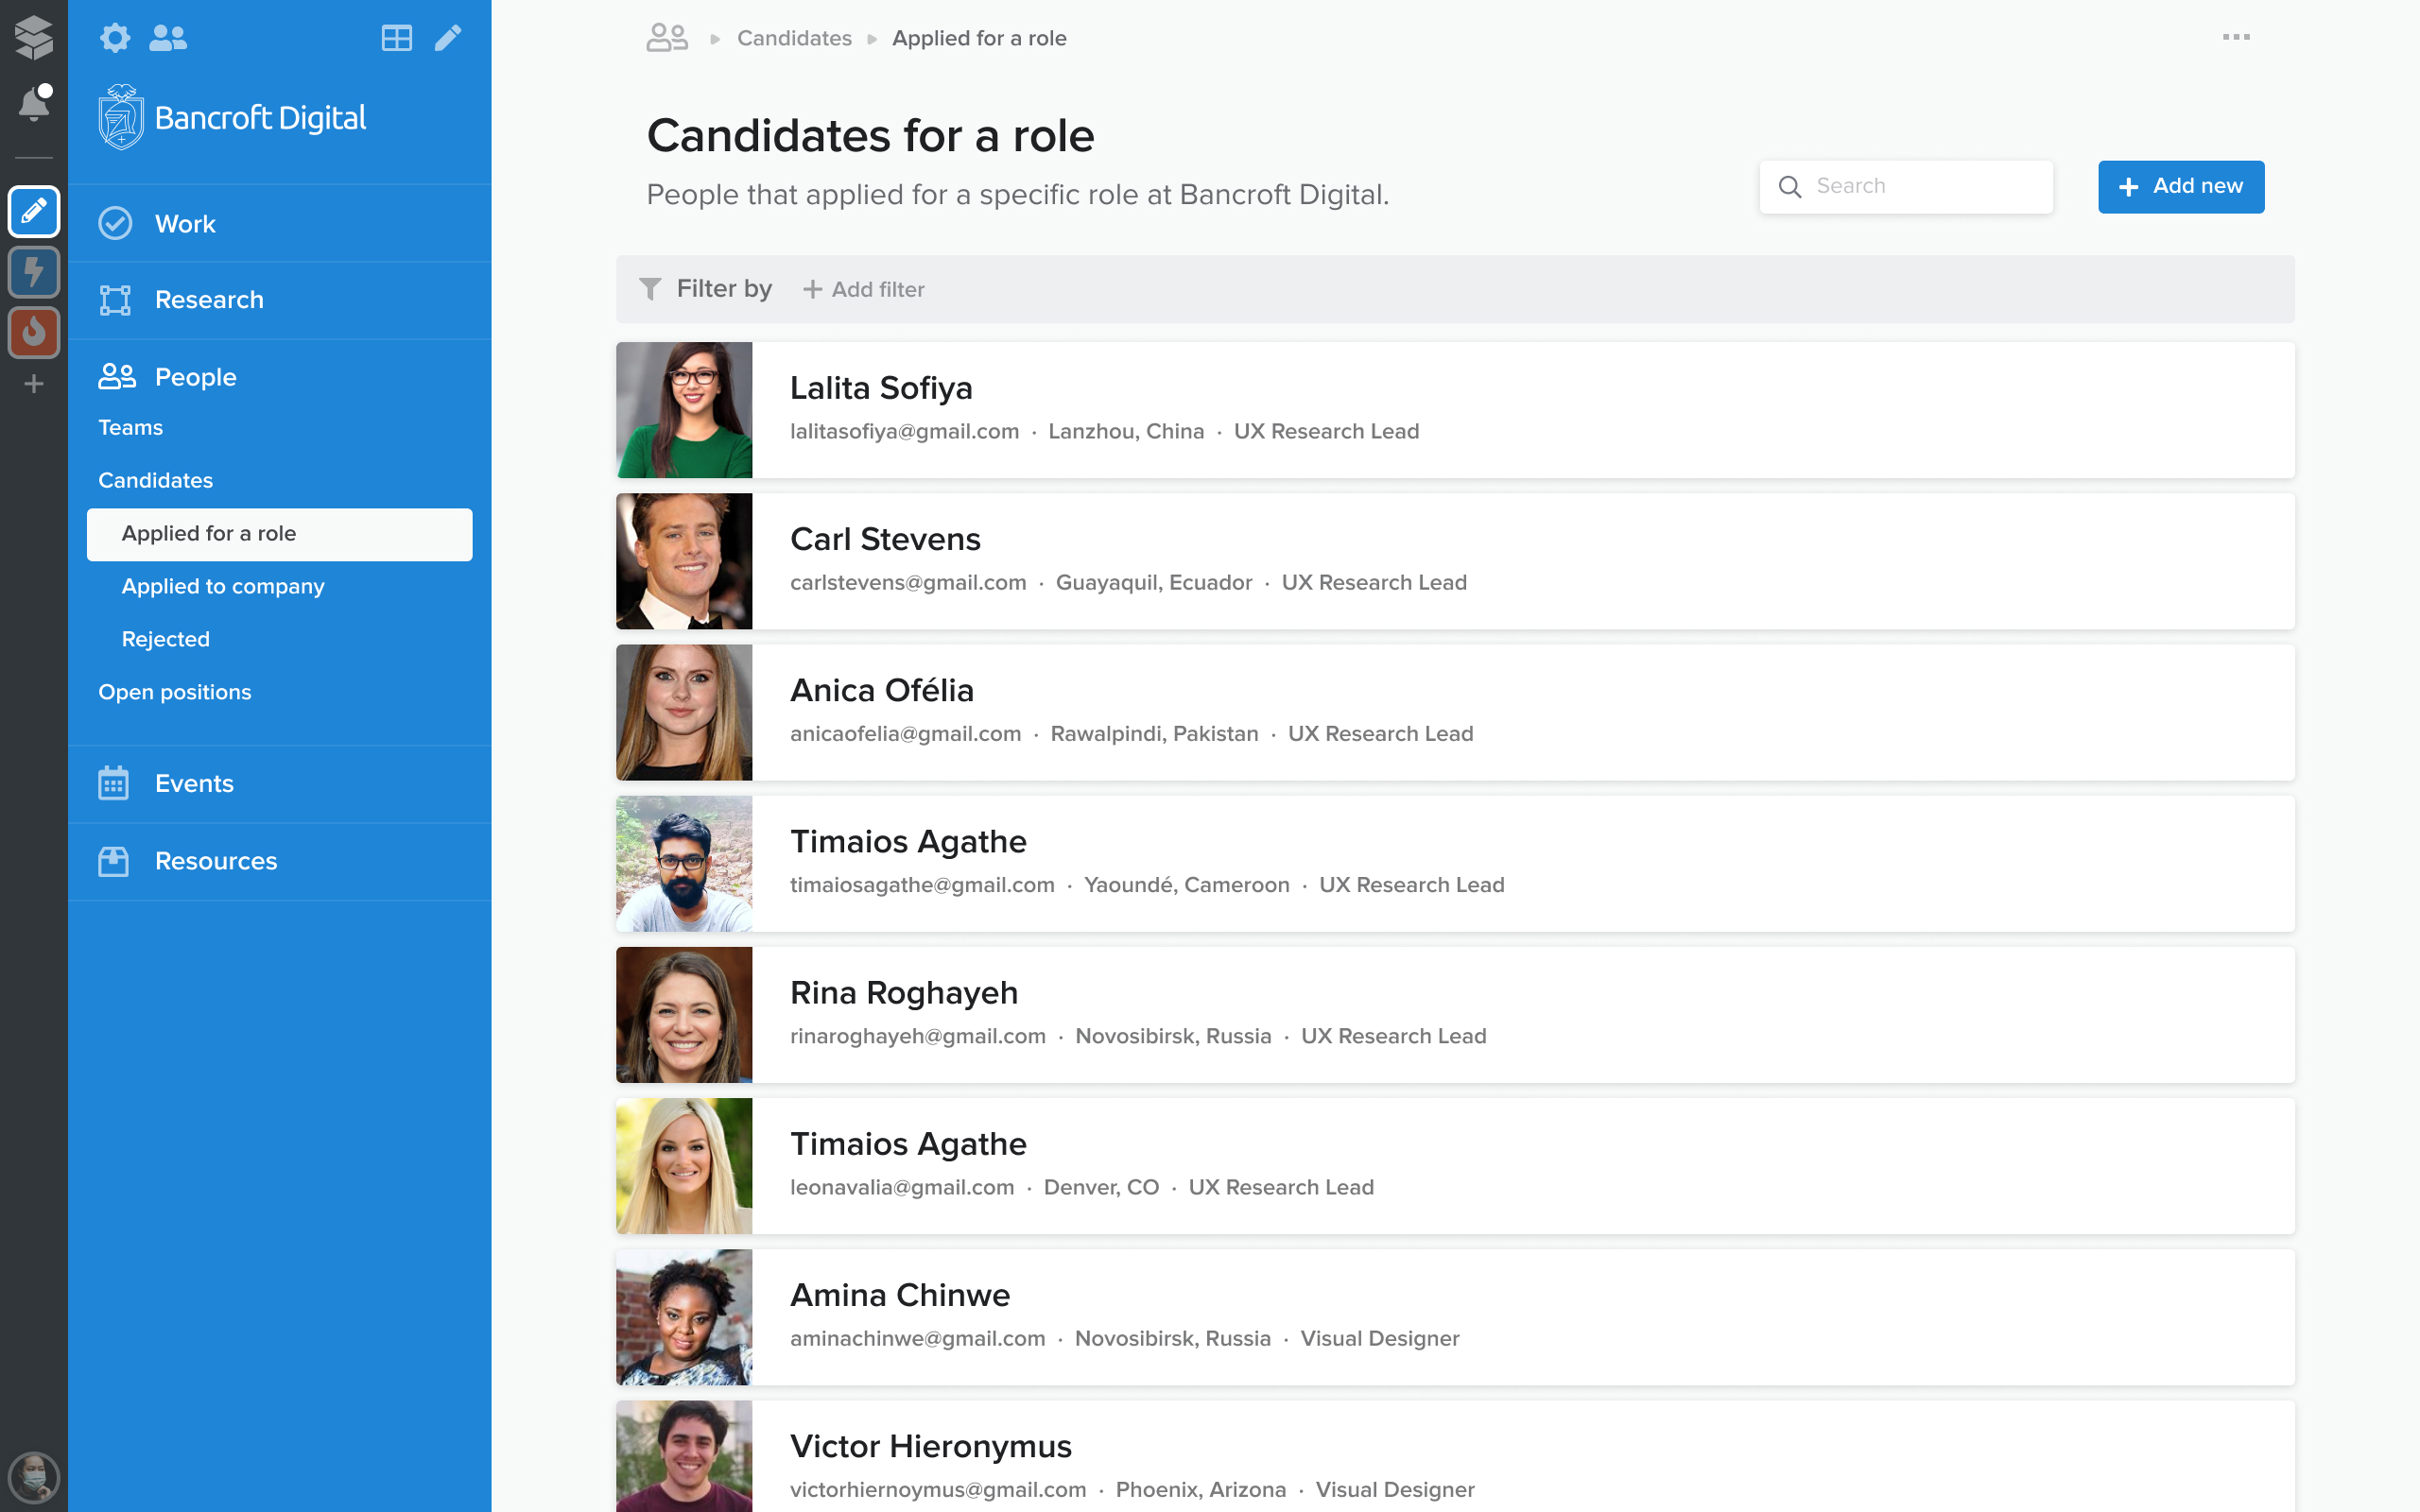 Bancroft Digital
Work
Research
People
Teams
Candidates
Applied for a role
Applied to company
Rejected
Open positions
Events
Resources
Candidates Applied for a role
Candidates for a role
People that applied for a specific role at Bancroft Digital.
Search
Add new
Filter by Add filter
Lalita Sofiya
lalitasofiya@gmail.com · Lanzhou, China · UX Research Lead
Carl Stevens
carlstevens@gmail.com · Guayaquil, Ecuador · UX Research Lead
Anica Ofélia
anicaofelia@gmail.com · Rawalpindi, Pakistan · UX Research Lead
Timaios Agathe
timaiosagathe@gmail.com · Yaoundé, Cameroon · UX Research Lead
Rina Roghayeh
rinaroghayeh@gmail.com · Novosibirsk, Russia · UX Research Lead
Timaios Agathe
leonavalia@gmail.com · Denver, CO · UX Research Lead
Amina Chinwe
aminachinwe@gmail.com · Novosibirsk, Russia · Visual Designer
Victor Hieronymus
victorhiernoymus@gmail.com · Phoenix, Arizona · Visual Designer